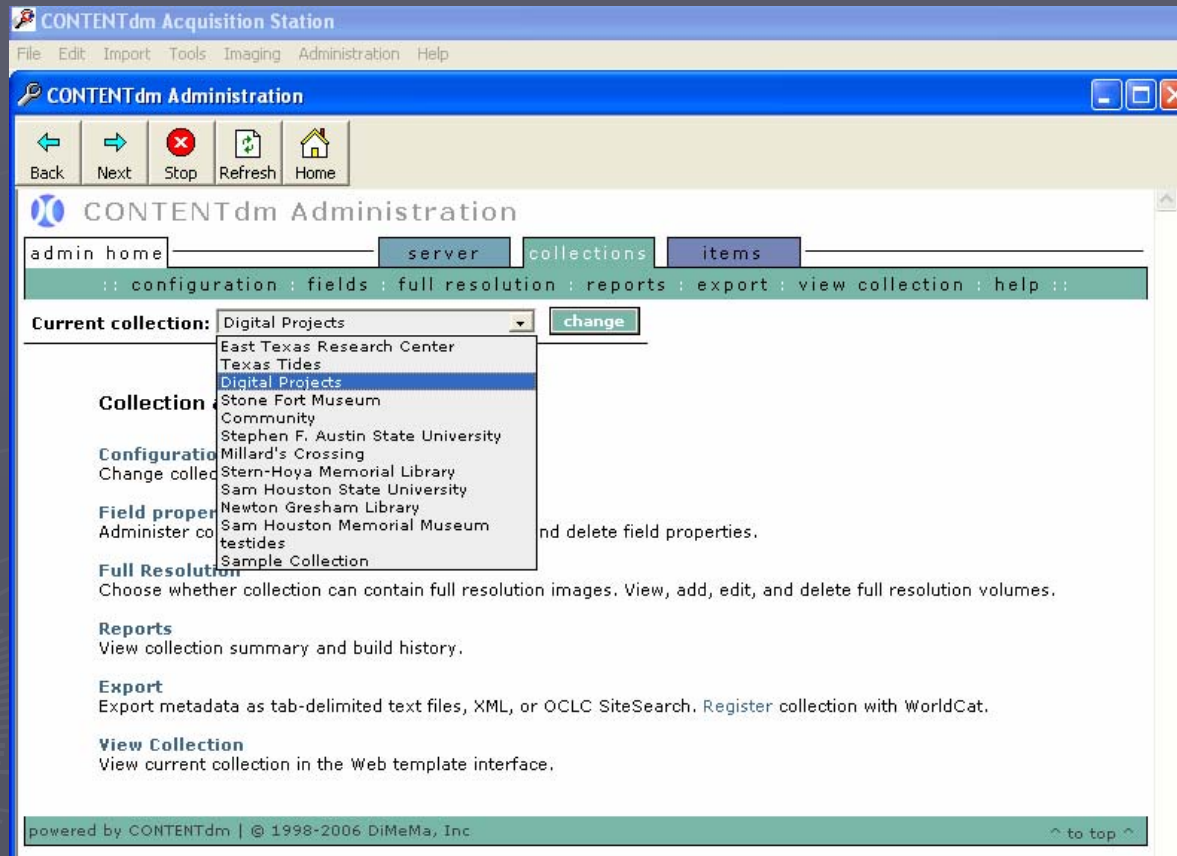 CONTENTdm Acquisition Station
File Edit Import Tools Imaging Administration Help
CONTENTdm Administration
Back Next Stop Refresh Home
CONTENTdm Administration
admin home server collections items
:: configuration : fields : full resolution : reports : export : view collection : help ::
Current collection: Digital Projects change
East Texas Research Center
Texas Tides
Digital Projects
Stone Fort Museum
Community
Stephen F. Austin State University
Millard's Crossing
Stern-Hoya Memorial Library
Sam Houston State University
Newton Gresham Library
Sam Houston Memorial Museum
testides
Sample Collection
Collection
Change
Administer nd delete field properties.
Full Resolution
Choose whether collection can contain full resolution images. View, add, edit, and delete full resolution volumes.
Reports
View collection summary and build history.
Export
Export metadata as tab-delimited text files, XML, or OCLC SiteSearch. Register collection with WorldCat.
View Collection
View current collection in the Web template interface.
powered by CONTENTdm | © 1998-2006 DiMeMa, Inc ^ to top ^